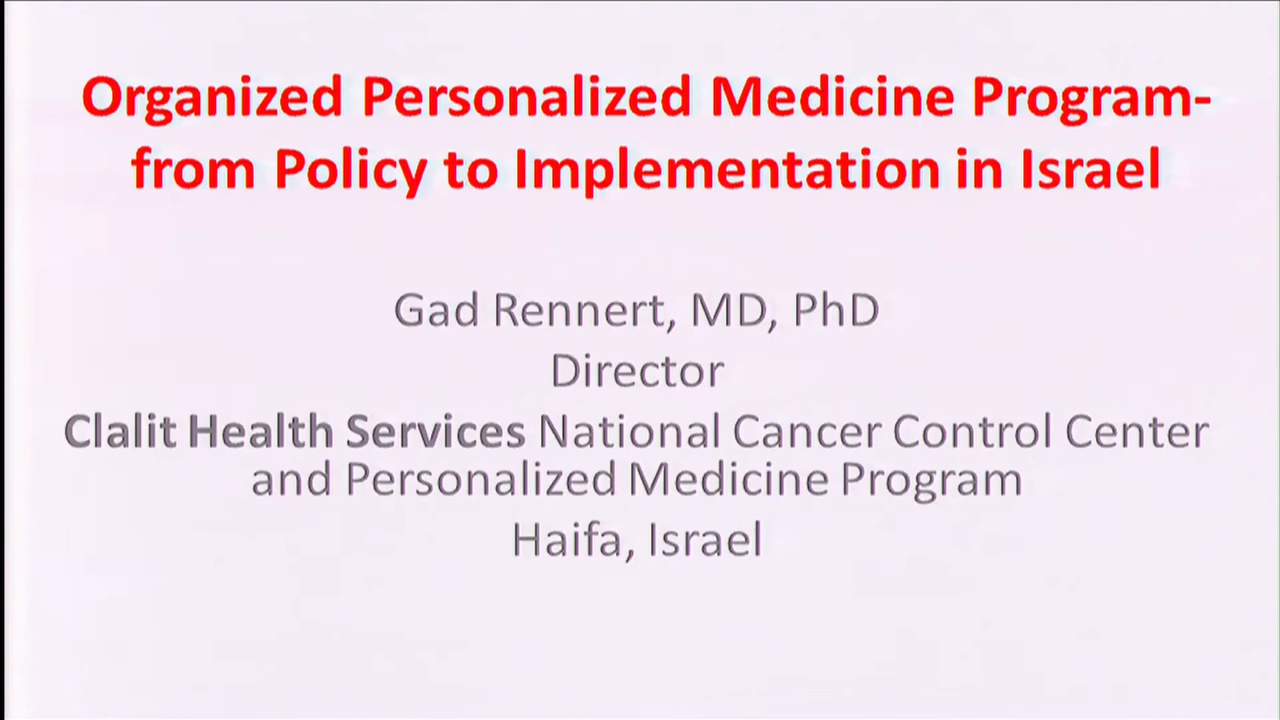 Organized Personalized Medicine Program-
from Policy to Implementation in Israel
Gad Rennert, MD, PhD
Director
Clalit Health Services National Cancer Control Center
and Personalized Medicine Program
Haifa, Israel